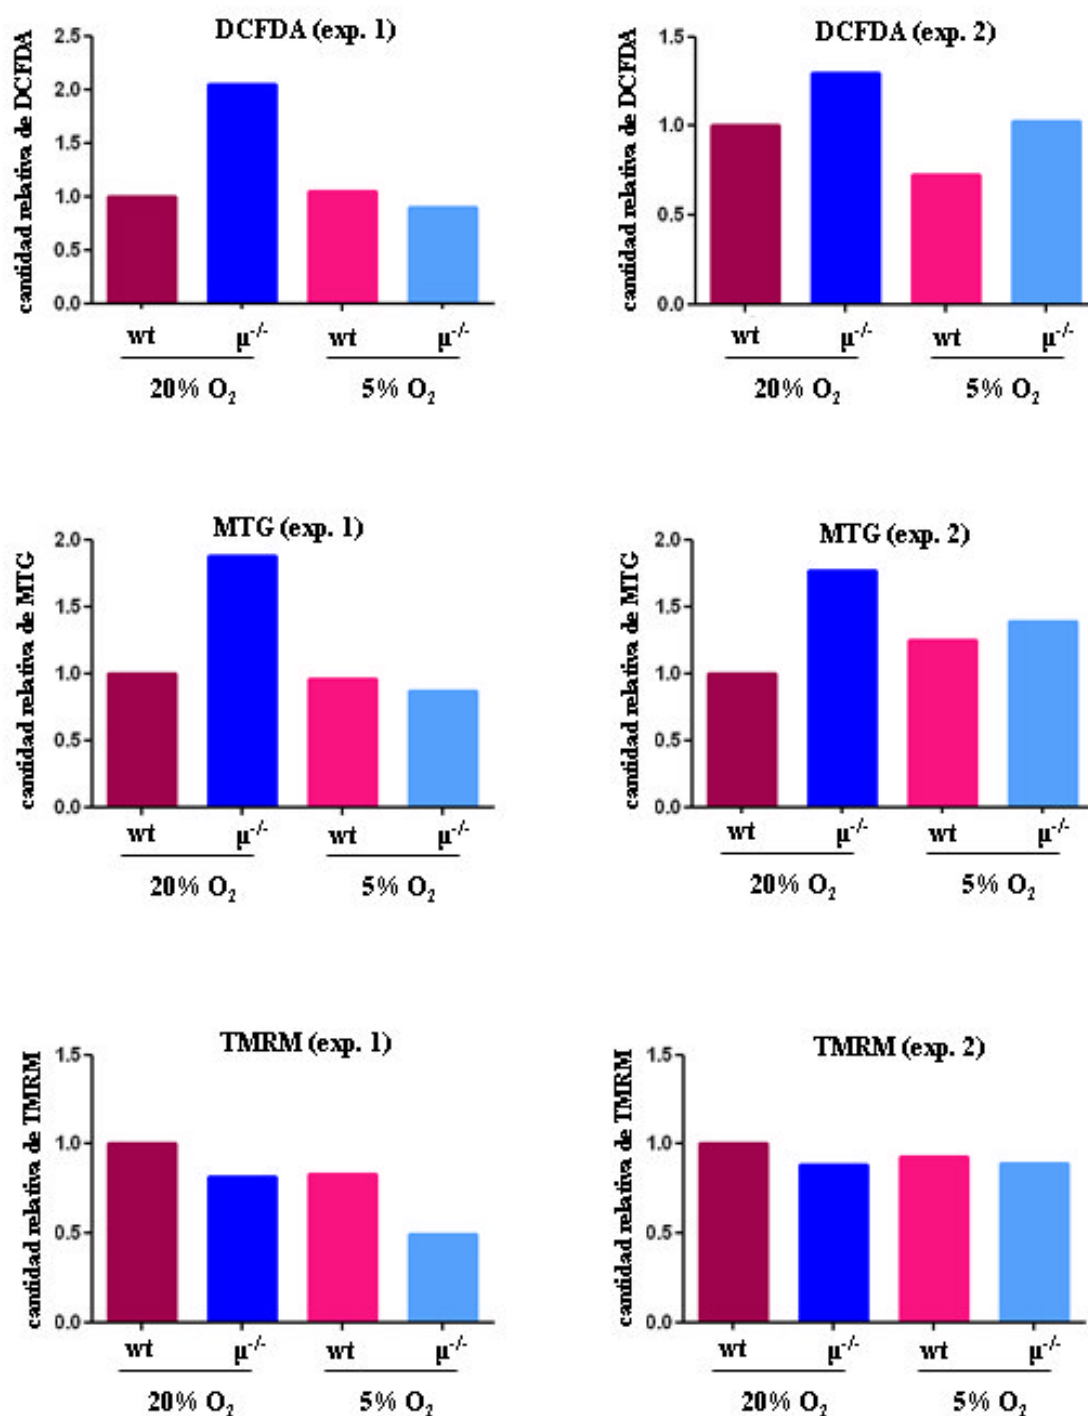 DCFDA (exp. 1)
cantidad relativa de DCFDA
2.5
2.0
1.5
1.0
0.5
0.0
wt μ-/- wt μ-/-
20% O2 5% O2
DCFDA (exp. 2)
cantidad relativa de DCFDA
1.5
1.0
0.5
0.0
wt μ-/- wt μ-/-
20% O2 5% O2
MTG (exp. 1)
cantidad relativa de MTG
2.0
1.5
1.0
0.5
0.0
wt μ-/- wt μ-/-
20% O2 5% O2
MTG (exp. 2)
cantidad relativa de MTG
2.0
1.5
1.0
0.5
0.0
wt μ-/- wt μ-/-
20% O2 5% O2
TMRM (exp. 1)
cantidad relativa de TMRM
1.5
1.0
0.5
0.0
wt μ-/- wt μ-/-
20% O2 5% O2
TMRM (exp. 2)
cantidad relativa de TMRM
1.5
1.0
0.5
0.0
wt μ-/- wt μ-/-
20% O2 5% O2